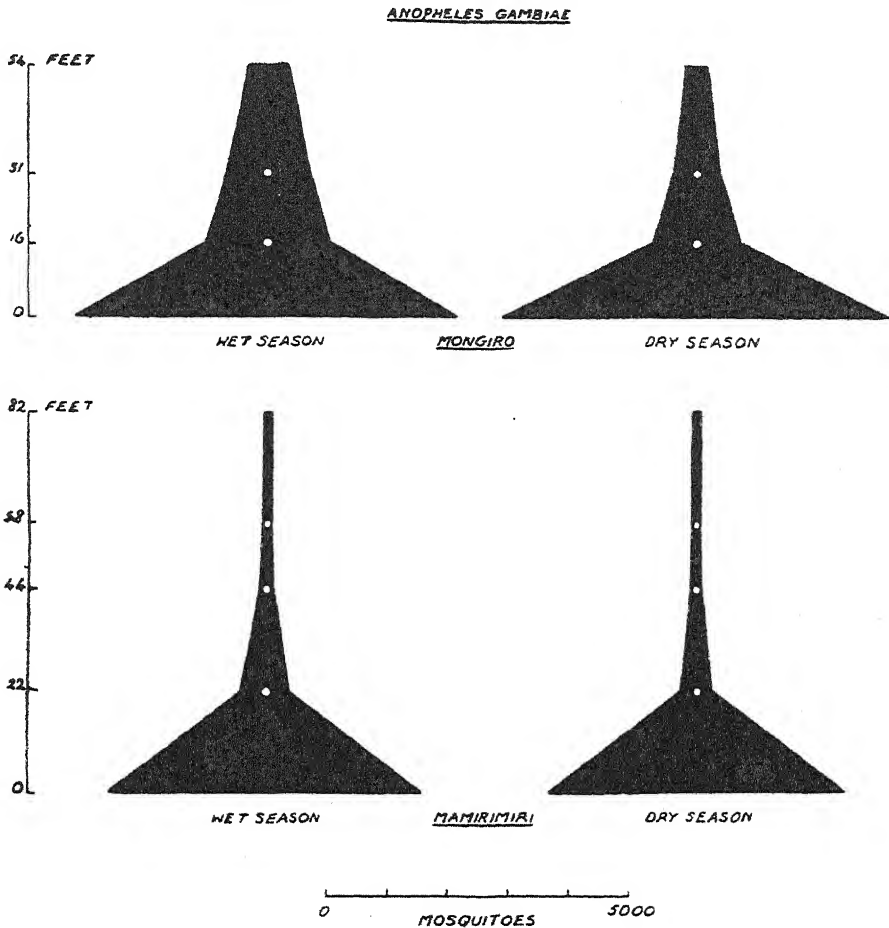 ANOPHELES GAMBIAE
54 FEET
31
16
0
WET SEASON MONGIRO DRY SEASON
82 FEET
58
44
22
0
WET SEASON MAMIRIMIRI DRY SEASON
0 5000
MOSQUITOES